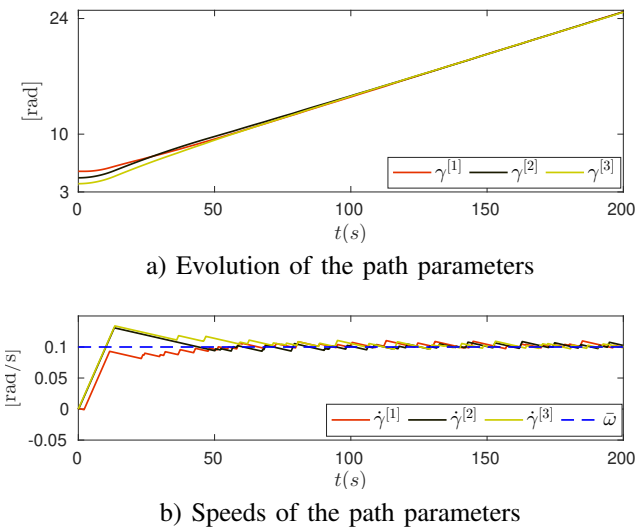 24
10
3
[rad]
γ^[1] γ^[2] γ^[3]
0 50 100 150 200
t(s)
a) Evolution of the path parameters
0.1
0.05
0
-0.05
[rad/s]
γ̇^[1] γ̇^[2] γ̇^[3] ω̄
0 50 100 150 200
t(s)
b) Speeds of the path parameters